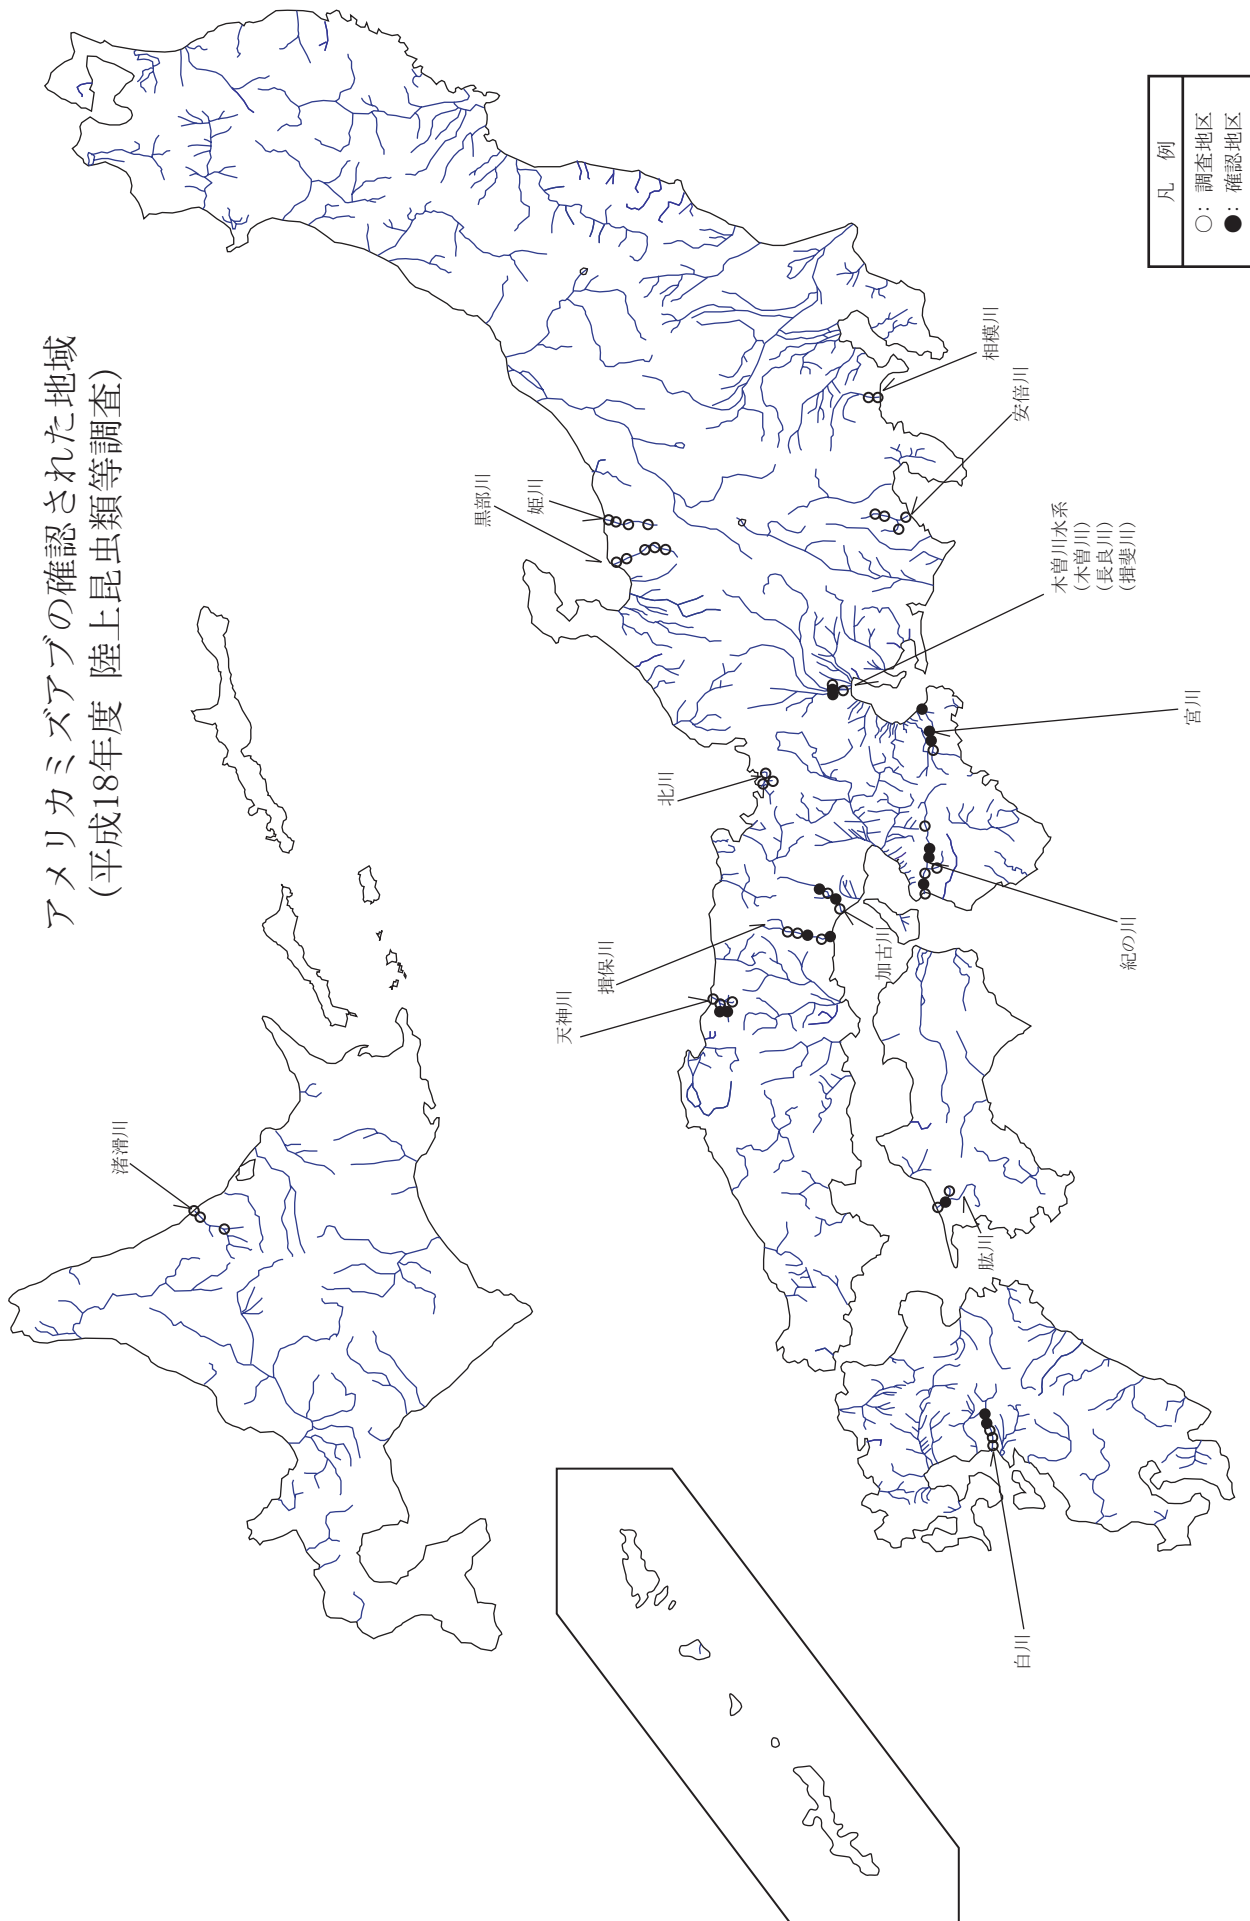 アメリカミズアブの確認された地域
(平成18年度 陸上昆虫類等調査)
凡 例
○：調査地区
●：確認地区
渚滑川
黒部川
姫川
相模川
安倍川
木曽川水系
(木曽川)
(長良川)
(揖斐川)
宮川
北川
紀の川
加古川
揖保川
天神川
肱川
白川